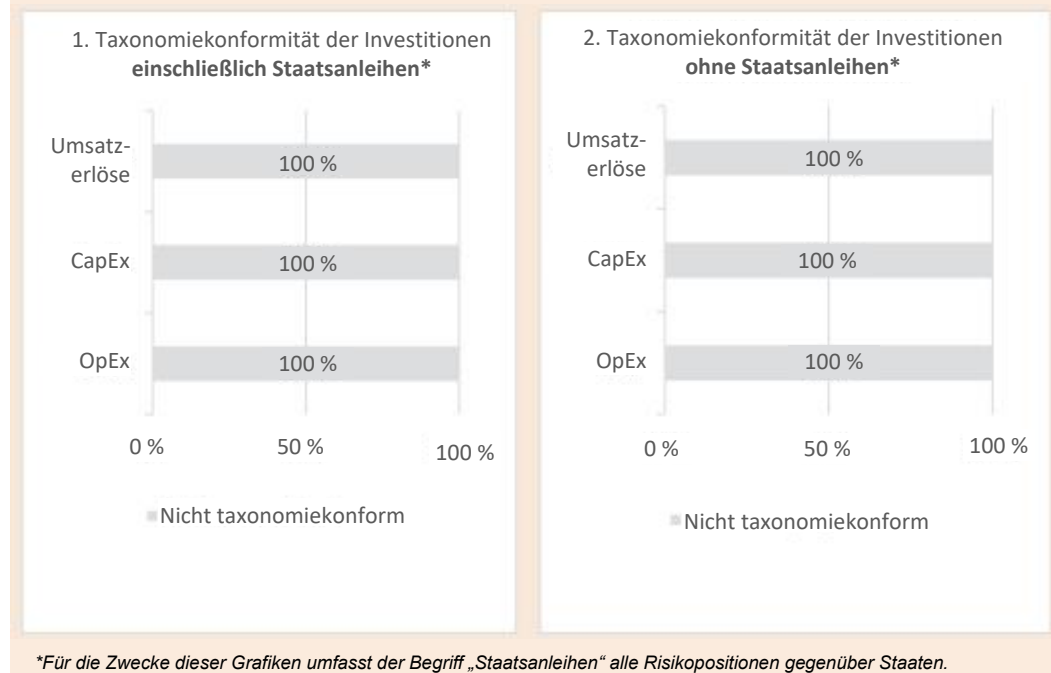 1. Taxonomiekonformität der Investitionen
einschließlich Staatsanleihen*
Umsatz-
erlöse
100 %
CapEx
100 %
OpEx
100 %
0 %
50 %
100 %
Nicht taxonomiekonform
2. Taxonomiekonformität der Investitionen
ohne Staatsanleihen*
Umsatz-
erlöse
100 %
CapEx
100 %
OpEx
100 %
0 %
50 %
100 %
Nicht taxonomiekonform
*Für die Zwecke dieser Grafiken umfasst der Begriff „Staatsanleihen“ alle Risikopositionen gegenüber Staaten.